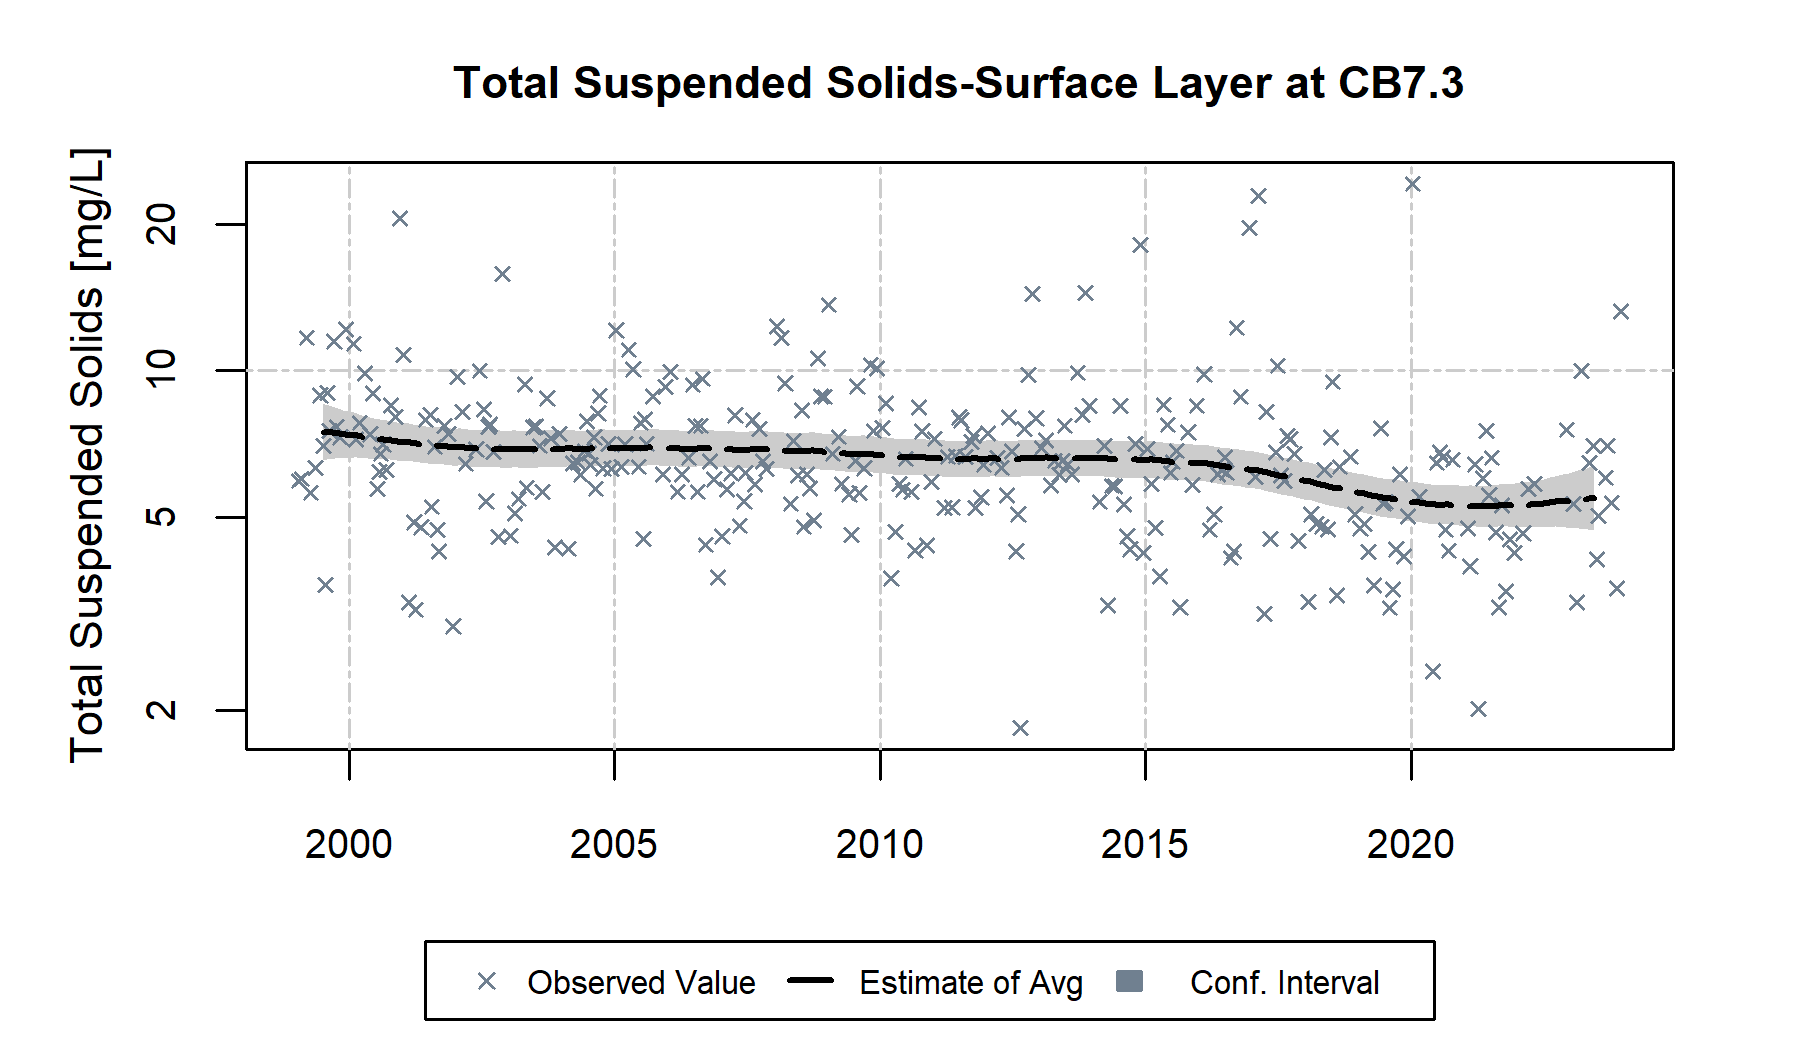 Total Suspended Solids-Surface Layer at CB7.3
Total Suspended Solids [mg/L]
20
10
5
2
2000 2005 2010 2015 2020
Observed Value Estimate of Avg Conf. Interval